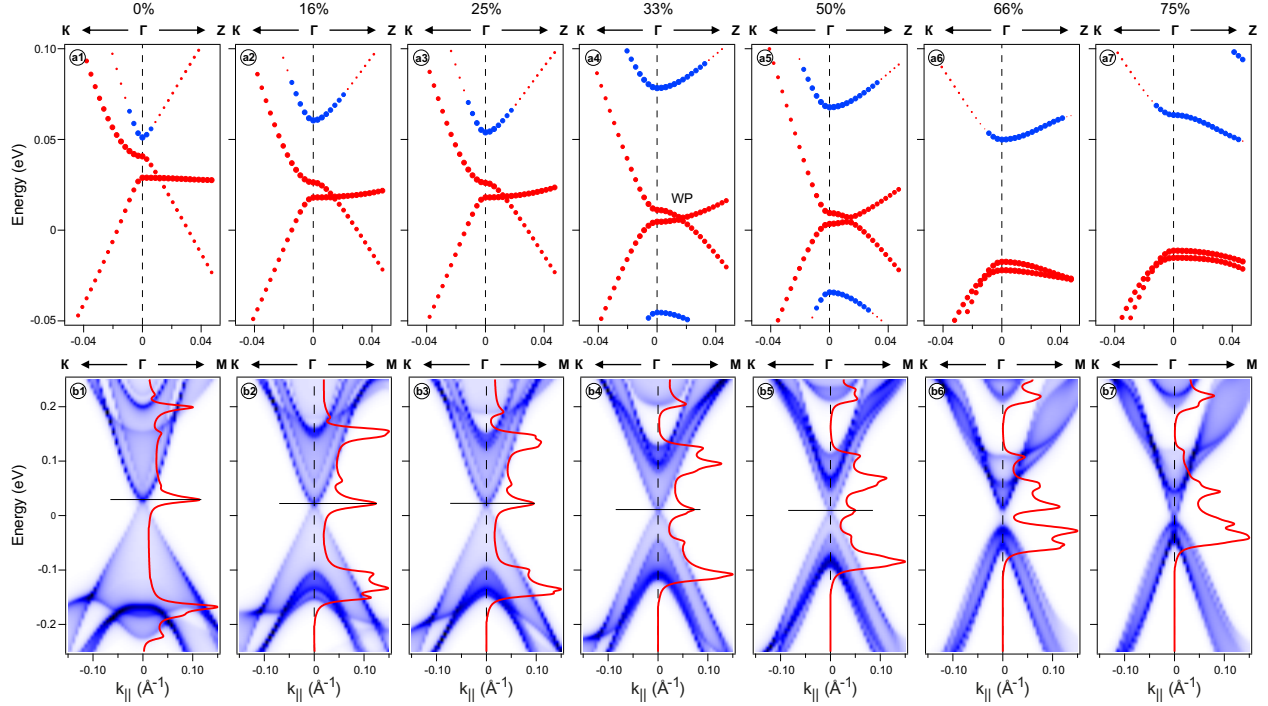 0% 16% 25% 33% 50% 66% 75%
K Γ Z K Γ Z K Γ Z K Γ Z K Γ Z K Γ Z K Γ Z
0.10 a1 a2 a3 a4 a5 a6 a7
0.05
WP
0
-0.05
Energy (eV)
-0.04 0 0.04 -0.04 0 0.04 -0.04 0 0.04 -0.04 0 0.04 -0.04 0 0.04 -0.04 0 0.04 -0.04 0 0.04
K Γ M K Γ M K Γ M K Γ M K Γ M K Γ M K Γ M
b1 b2 b3 b4 b5 b6 b7
0.2
0.1
0
-0.1
-0.2
Energy (eV)
-0.10 0 0.10 -0.10 0 0.10 -0.10 0 0.10 -0.10 0 0.10 -0.10 0 0.10 -0.10 0 0.10 -0.10 0 0.10
k|| (Å-1) k|| (Å-1) k|| (Å-1) k|| (Å-1) k|| (Å-1) k|| (Å-1) k|| (Å-1)